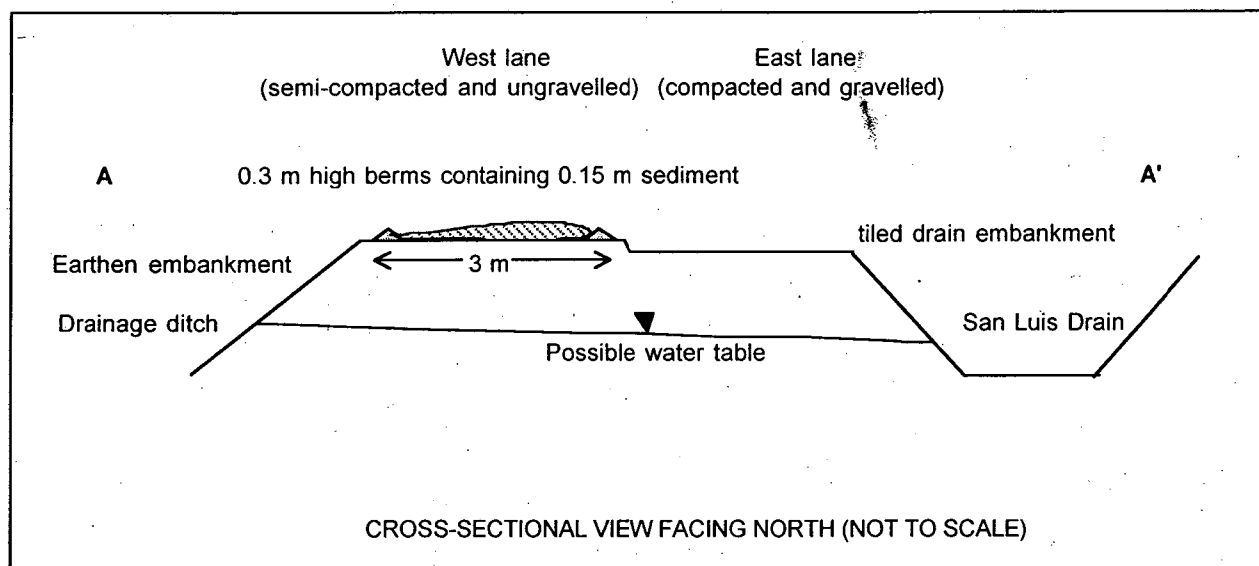 West lane
(semi-compacted and ungravelled)
East lane
(compacted and gravelled)
A
0.3 m high berms containing 0.15 m sediment
A'
tiled drain embankment
Earthen embankment
3 m
Drainage ditch
San Luis Drain
Possible water table
CROSS-SECTIONAL VIEW FACING NORTH (NOT TO SCALE)